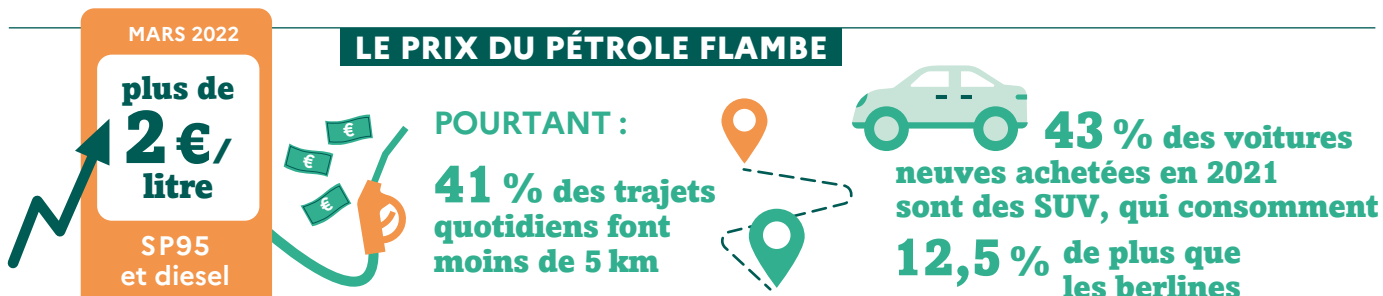 MARS 2022
plus de
2 €/
litre
SP95
et diesel
LE PRIX DU PÉTROLE FLAMBE
€
€
€
POURTANT :
41 % des trajets
quotidiens font
moins de 5 km
43 % des voitures
neuves achetées en 2021
sont des SUV, qui consomment
12,5 % de plus que
les berlines